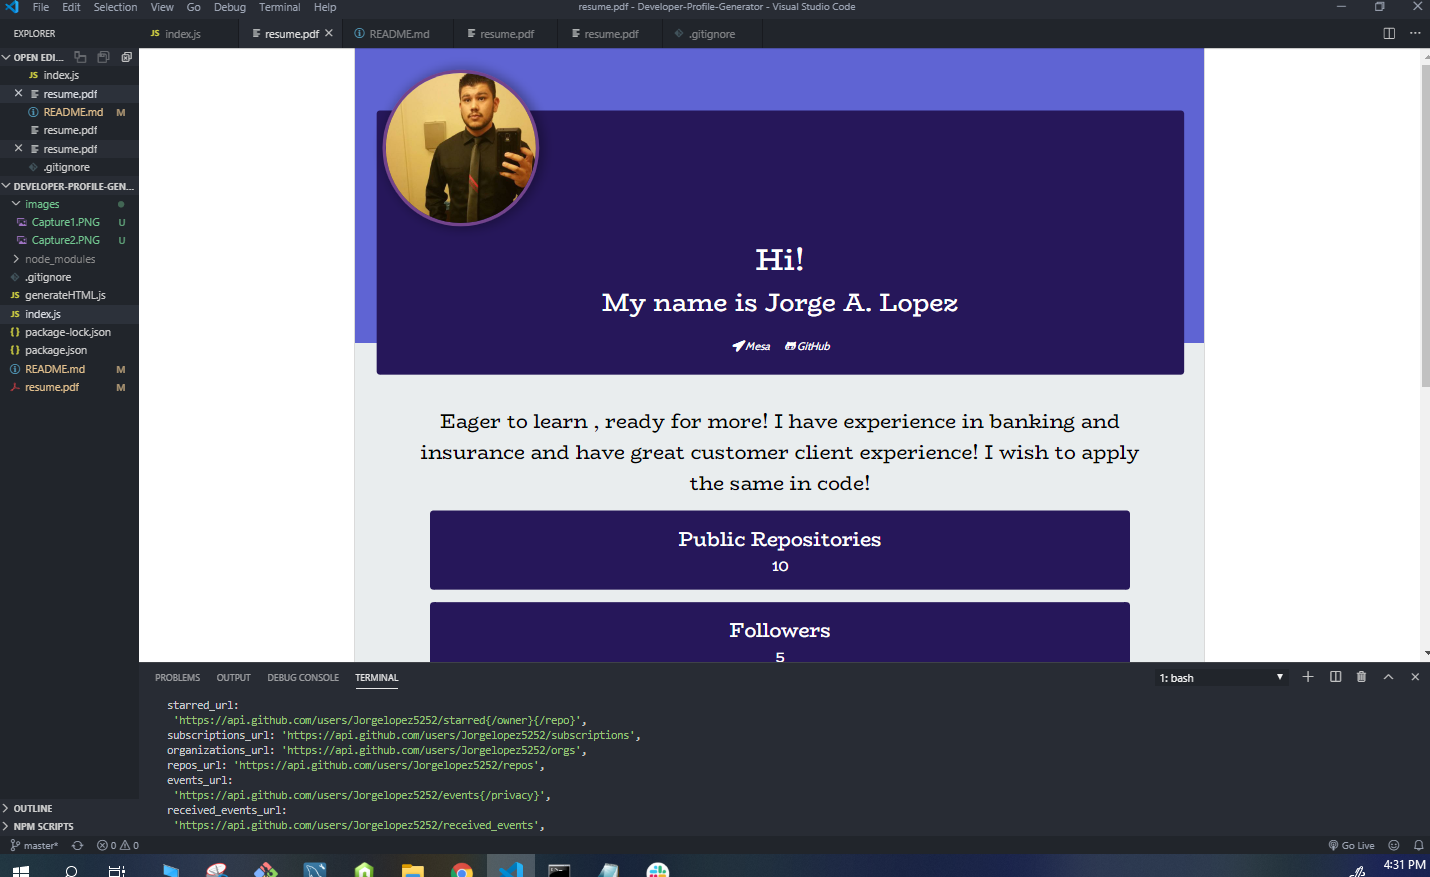 File Edit Selection View Go Debug Terminal Help
resume.pdf - Developer-Profile-Generator - Visual Studio Code
EXPLORER
JS index.js
resume.pdf
README.md
resume.pdf
resume.pdf
.gitignore
OPEN EDI...
JS index.js
resume.pdf
README.md M
resume.pdf
resume.pdf
.gitignore
DEVELOPER-PROFILE-GEN...
images
Capture1.PNG U
Capture2.PNG U
node_modules
.gitignore
JS generateHTML.js
JS index.js
{} package-lock.json
{} package.json
README.md M
resume.pdf M
OUTLINE
NPM SCRIPTS
Hi!
My name is Jorge A. Lopez
Mesa GitHub
Eager to learn , ready for more! I have experience in banking and
insurance and have great customer client experience! I wish to apply
the same in code!
Public Repositories
10
Followers
5
PROBLEMS OUTPUT DEBUG CONSOLE TERMINAL
1: bash
starred_url:
'https://api.github.com/users/Jorgelopez5252/starred{/owner}{/repo}',
subscriptions_url: 'https://api.github.com/users/Jorgelopez5252/subscriptions',
organizations_url: 'https://api.github.com/users/Jorgelopez5252/orgs',
repos_url: 'https://api.github.com/users/Jorgelopez5252/repos',
events_url:
'https://api.github.com/users/Jorgelopez5252/events{/privacy}',
received_events_url:
'https://api.github.com/users/Jorgelopez5252/received_events',
master* 0 0
Go Live
4:31 PM